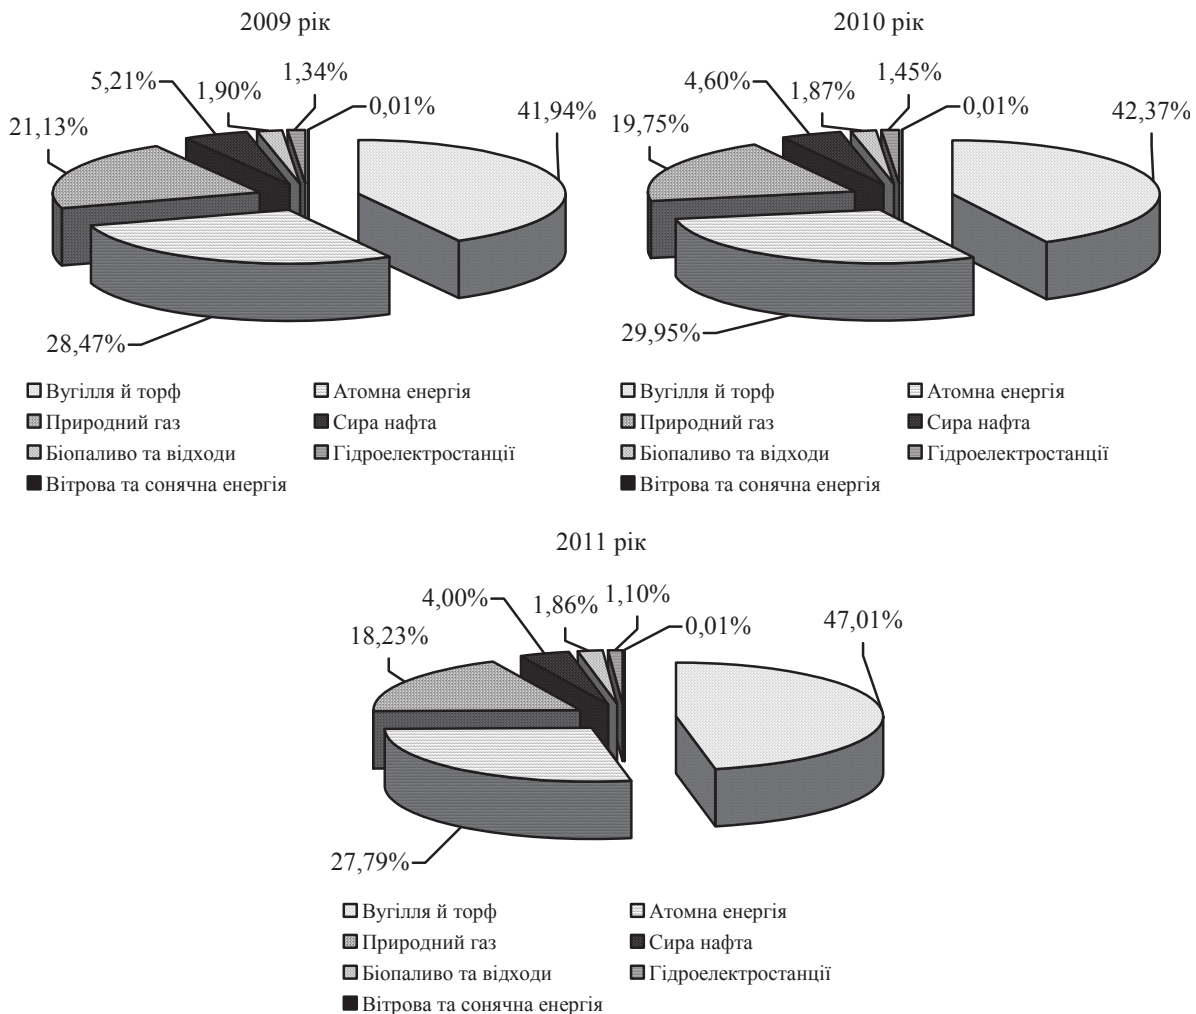 2009 рік
5,21%
1,90%
1,34%
0,01%
41,94%
21,13%
28,47%
Вугілля й торф
Атомна енергія
Природний газ
Сира нафта
Біопаливо та відходи
Гідроелектростанції
Вітрова та сонячна енергія
2010 рік
4,60%
1,87%
1,45%
0,01%
42,37%
19,75%
29,95%
Вугілля й торф
Атомна енергія
Природний газ
Сира нафта
Біопаливо та відходи
Гідроелектростанції
Вітрова та сонячна енергія
2011 рік
4,00%
1,86%
1,10%
0,01%
47,01%
18,23%
27,79%
Вугілля й торф
Атомна енергія
Природний газ
Сира нафта
Біопаливо та відходи
Гідроелектростанції
Вітрова та сонячна енергія